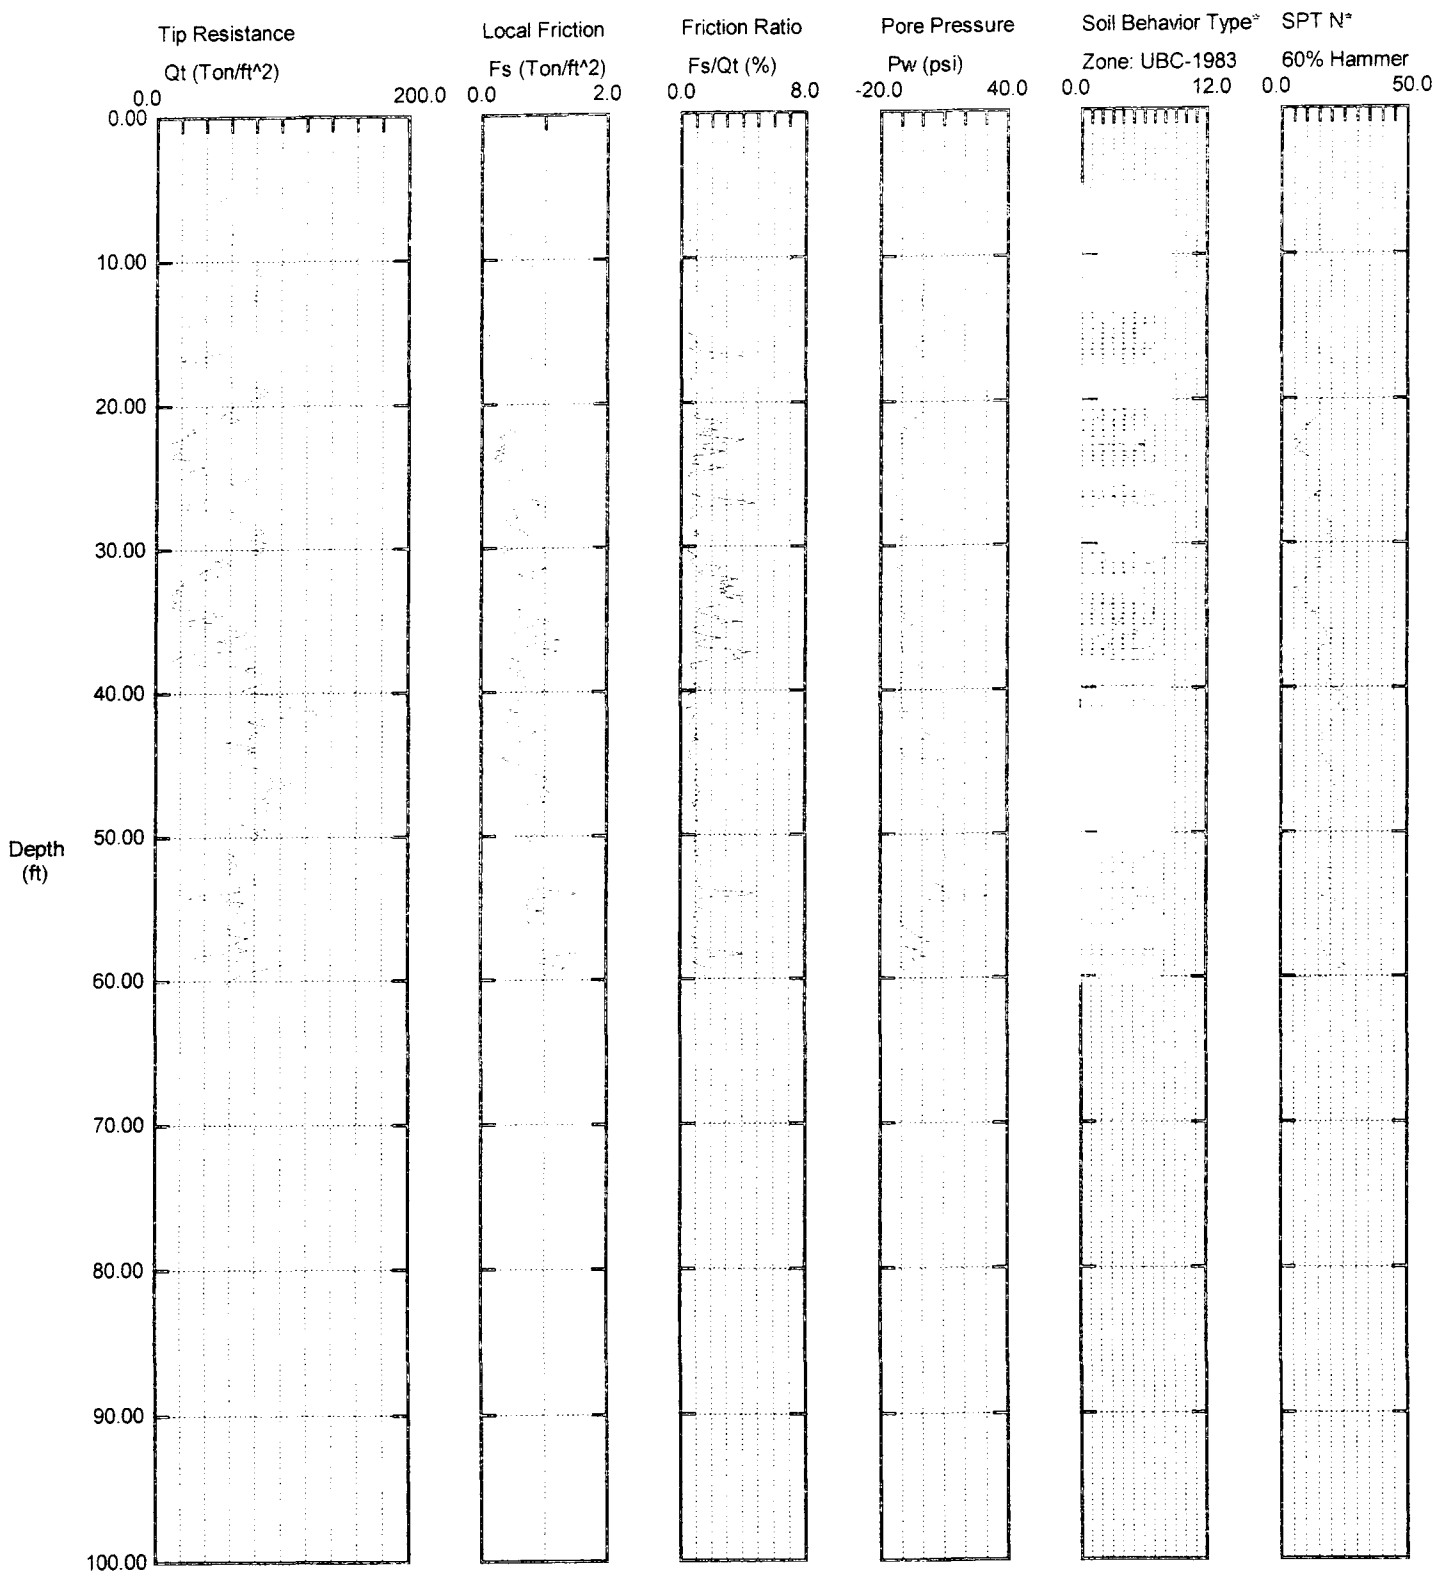 Tip Resistance
Qt (Ton/ft^2)
0.0 200.0
Local Friction
Fs (Ton/ft^2)
0.0 2.0
Friction Ratio
Fs/Qt (%)
0.0 8.0
Pore Pressure
Pw (psi)
-20.0 40.0
Soil Behavior Type*
Zone: UBC-1983
0.0 12.0
SPT N*
60% Hammer
0.0 50.0
0.00
10.00
20.00
30.00
40.00
50.00
Depth
(ft)
60.00
70.00
80.00
90.00
100.00